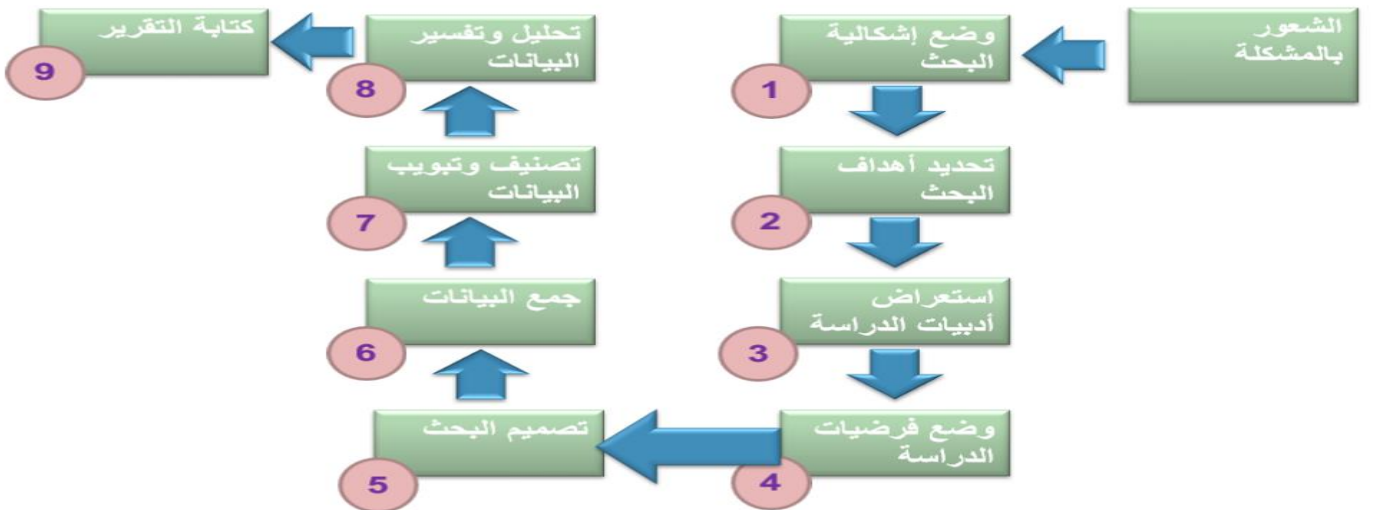 الشعور
بالمشكلة
وضع إشكالية
البحث
1
تحديد أهداف
البحث
2
استعراض
أدبيات الدراسة
3
وضع فرضيات
الدراسة
4
تصميم البحث
5
جمع البيانات
6
تصنيف وتبويب
البيانات
7
تحليل وتفسير
البيانات
8
كتابة التقرير
9